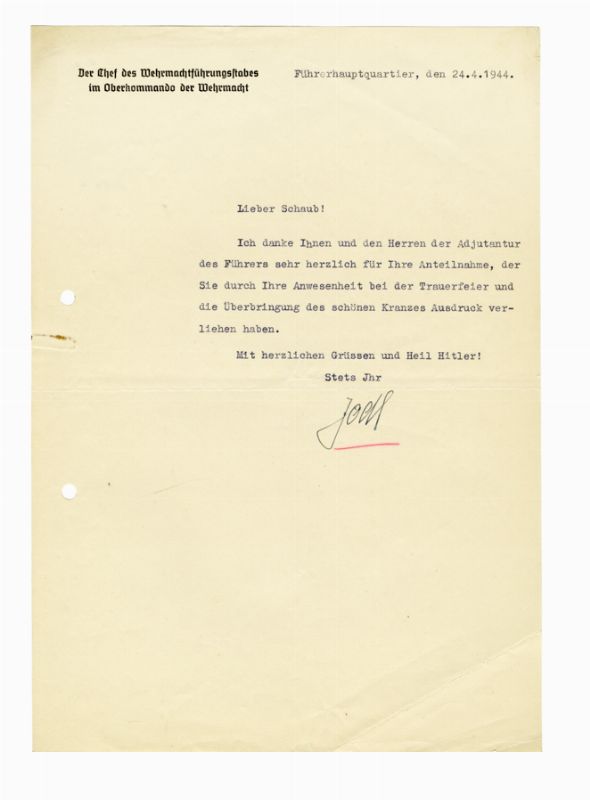 Der Chef des Wehrmachtführungsstabes
im Oberkommando der Wehrmacht
Führerhauptquartier, den 24.4.1944.
Lieber Schaub!
Ich danke Ihnen und den Herren der Adjutantur
des Führers sehr herzlich für Ihre Anteilnahme, der
Sie durch Ihre Anwesenheit bei der Trauerfeier und
die Überbringung des schönen Kranzes Ausdruck ver-
liehen haben.
Mit herzlichen Grüssen und Heil Hitler!
Stets Jhr
Jodl